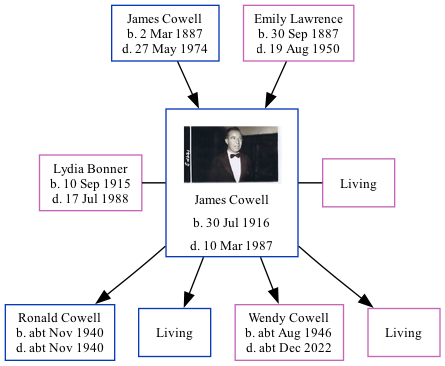 James Cowell
b. 2 Mar 1887
d. 27 May 1974
Emily Lawrence
b. 30 Sep 1887
d. 19 Aug 1950
Lydia Bonner
b. 10 Sep 1915
d. 17 Jul 1988
James Cowell
b. 30 Jul 1916
d. 10 Mar 1987
Living
Ronald Cowell
b. abt Nov 1940
d. abt Nov 1940
Living
Wendy Cowell
b. abt Aug 1946
d. abt Dec 2022
Living